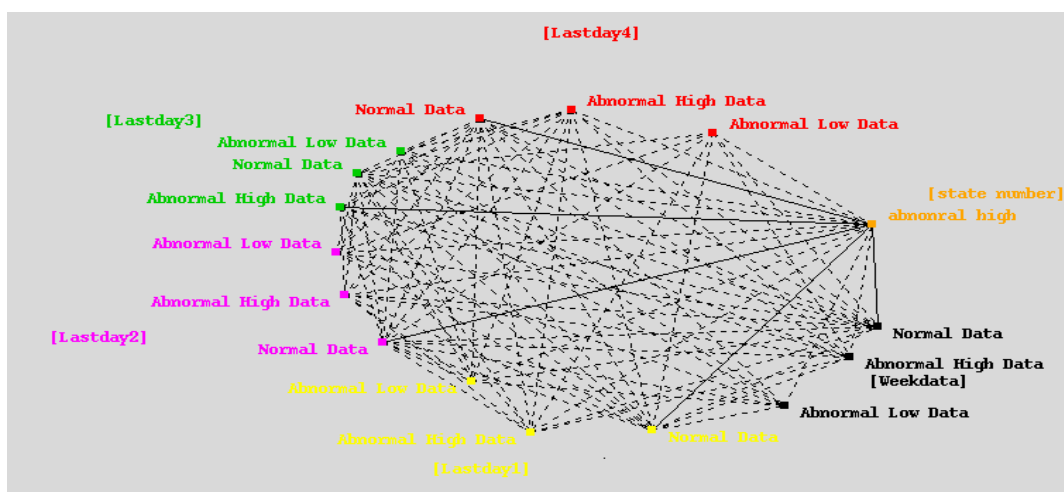 [Lastday4]
Normal Data
Abnormal High Data
Abnormal Low Data
[Lastday3]
Abnormal Low Data
Normal Data
Abnormal High Data
[state number]
abnonral high
Abnormal Low Data
Abnormal High Data
[Lastday2]
Normal Data
Normal Data
Abnormal High Data
[Weekdata]
Abnormal Low Data
Abnormal Low Data
Abnormal High Data
Normal Data
[Lastday1]